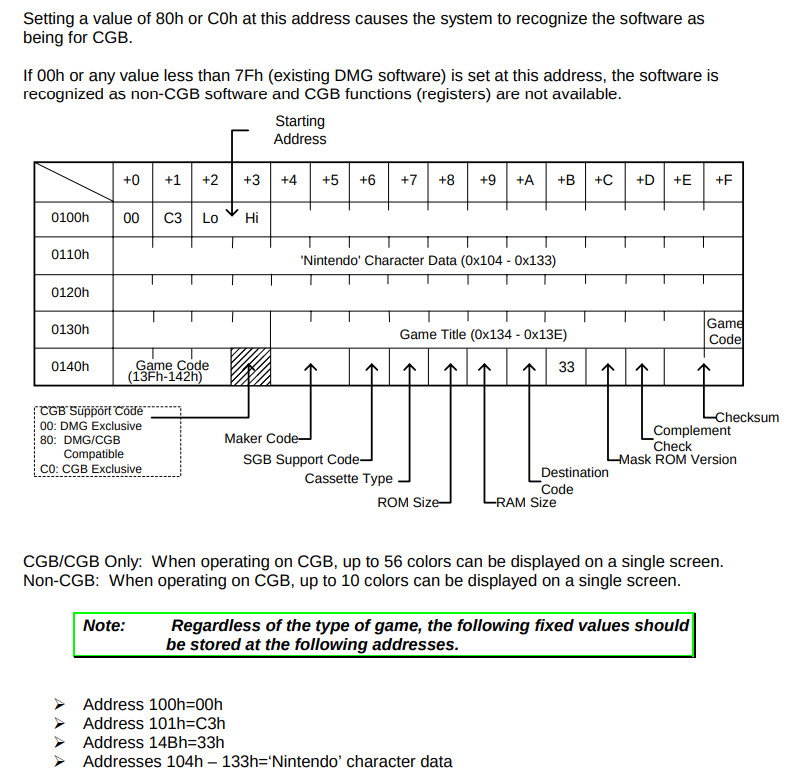 Setting a value of 80h or C0h at this address causes the system to recognize the software as
being for CGB.
If 00h or any value less than 7Fh (existing DMG software) is set at this address, the software is
recognized as non-CGB software and CGB functions (registers) are not available.
Starting
Address
+0 +1 +2 +3 +4 +5 +6 +7 +8 +9 +A +B +C +D +E +F
0100h 00 C3 Lo Hi
0110h 'Nintendo' Character Data (0x104 - 0x133)
0120h
0130h Game Title (0x134 - 0x13E) Game
Code
0140h Game Code 33
(13Fh-142h)
CGB Support Code
00: DMG Exclusive
80: DMG/CGB
Compatible
C0: CGB Exclusive
Maker Code
SGB Support Code
Cassette Type
ROM Size
RAM Size
Destination
Code
Mask ROM Version
Complement
Check
Checksum
CGB/CGB Only: When operating on CGB, up to 56 colors can be displayed on a single screen.
Non-CGB: When operating on CGB, up to 10 colors can be displayed on a single screen.
Note: Regardless of the type of game, the following fixed values should
be stored at the following addresses.
➢ Address 100h=00h
➢ Address 101h=C3h
➢ Address 14Bh=33h
➢ Addresses 104h – 133h=‘Nintendo’ character data